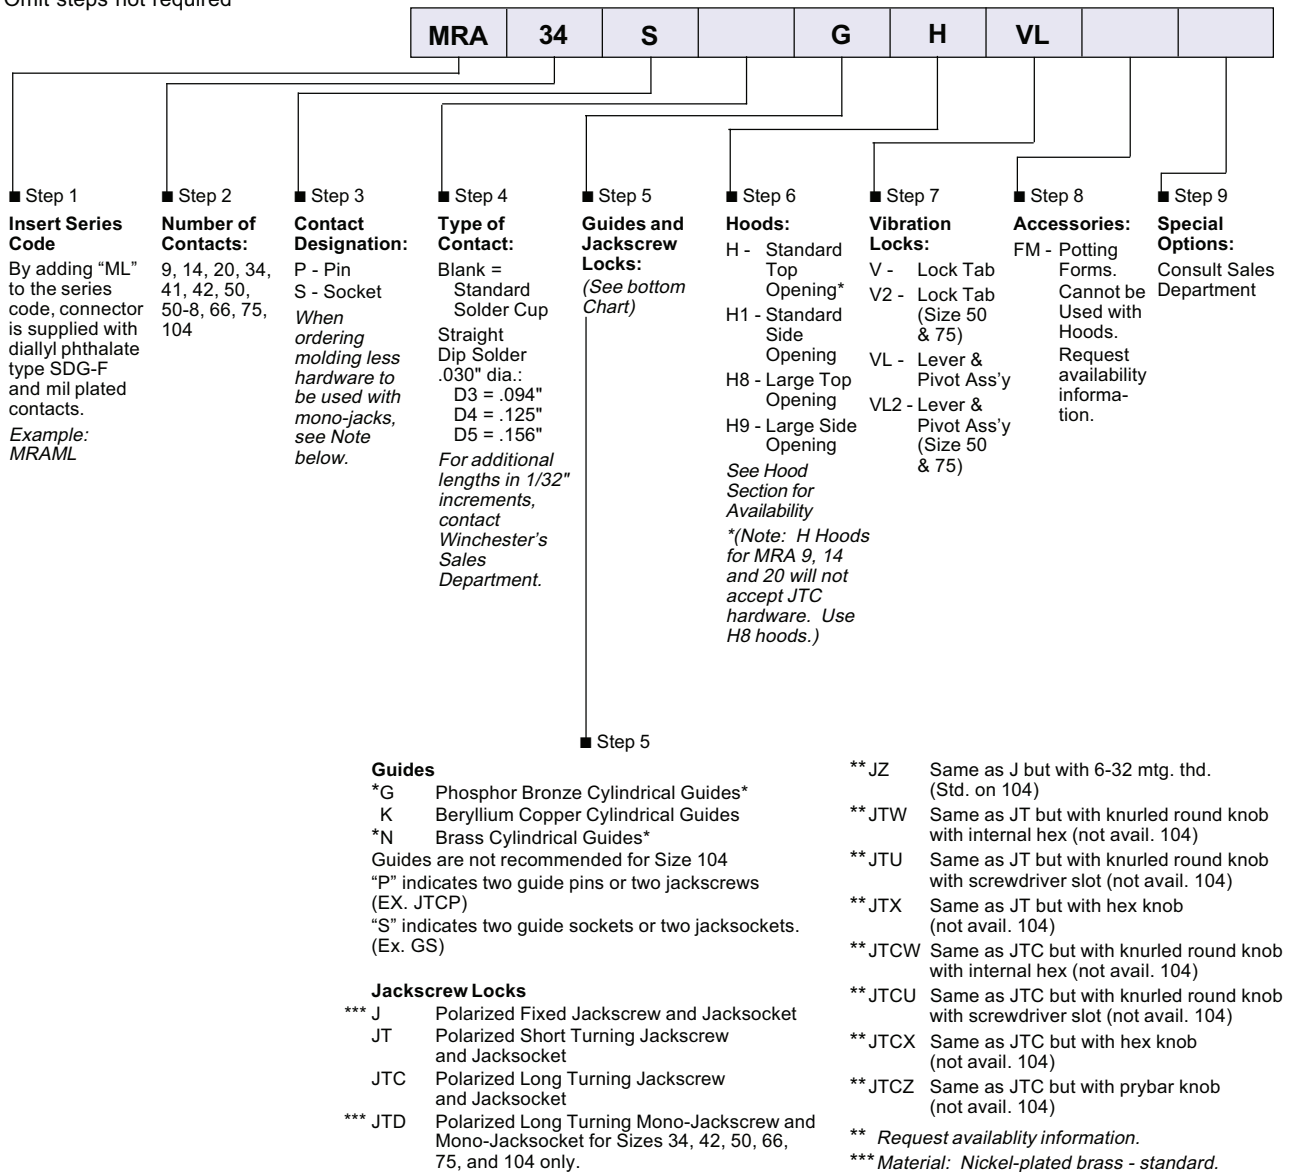 Omit steps not required
MRA 34 S G H VL
■ Step 1
Insert Series
Code
By adding “ML”
to the series
code, connector
is supplied with
diallyl phthalate
type SDG-F
and mil plated
contacts.
Example:
MRAML
■ Step 2
Number of
Contacts:
9, 14, 20, 34,
41, 42, 50,
50-8, 66, 75,
104
■ Step 3
Contact
Designation:
P - Pin
S - Socket
When
ordering
molding less
hardware to
be used with
mono-jacks,
see Note
below.
■ Step 4
Type of
Contact:
Blank =
Standard
Solder Cup
Straight
Dip Solder
.030" dia.:
D3 = .094"
D4 = .125"
D5 = .156"
For additional
lengths in 1/32"
increments,
contact
Winchester’s
Sales
Department.
■ Step 5
Guides and
Jackscrew
Locks:
(See bottom
Chart)
■ Step 6
Hoods:
H - Standard
Top
Opening*
H1 - Standard
Side
Opening
H8 - Large Top
Opening
H9 - Large Side
Opening
See Hood
Section for
Availability
*(Note: H Hoods
for MRA 9, 14
and 20 will not
accept JTC
hardware. Use
H8 hoods.)
■ Step 7
Vibration
Locks:
V - Lock Tab
V2 - Lock Tab
(Size 50
& 75)
VL - Lever &
Pivot Ass’y
VL2 - Lever &
Pivot Ass’y
(Size 50
& 75)
■ Step 8
Accessories:
FM - Potting
Forms.
Cannot be
Used with
Hoods.
Request
availability
informa-
tion.
■ Step 9
Special
Options:
Consult Sales
Department
■ Step 5
Guides
*G Phosphor Bronze Cylindrical Guides*
K Beryllium Copper Cylindrical Guides
*N Brass Cylindrical Guides*
Guides are not recommended for Size 104
“P” indicates two guide pins or two jackscrews
(EX. JTCP)
“S” indicates two guide sockets or two jacksockets.
(Ex. GS)
Jackscrew Locks
*** J Polarized Fixed Jackscrew and Jacksocket
JT Polarized Short Turning Jackscrew
and Jacksocket
JTC Polarized Long Turning Jackscrew
and Jacksocket
*** JTD Polarized Long Turning Mono-Jackscrew and
Mono-Jacksocket for Sizes 34, 42, 50, 66,
75, and 104 only.
** JZ Same as J but with 6-32 mtg. thd.
(Std. on 104)
** JTW Same as JT but with knurled round knob
with internal hex (not avail. 104)
** JTU Same as JT but with knurled round knob
with screwdriver slot (not avail. 104)
** JTX Same as JT but with hex knob
(not avail. 104)
** JTCW Same as JTC but with knurled round knob
with internal hex (not avail. 104)
** JTCU Same as JTC but with knurled round knob
with screwdriver slot (not avail. 104)
** JTCX Same as JTC but with hex knob
(not avail. 104)
** JTCZ Same as JTC but with prybar knob
(not avail. 104)
** Request availablity information.
*** Material: Nickel-plated brass - standard.